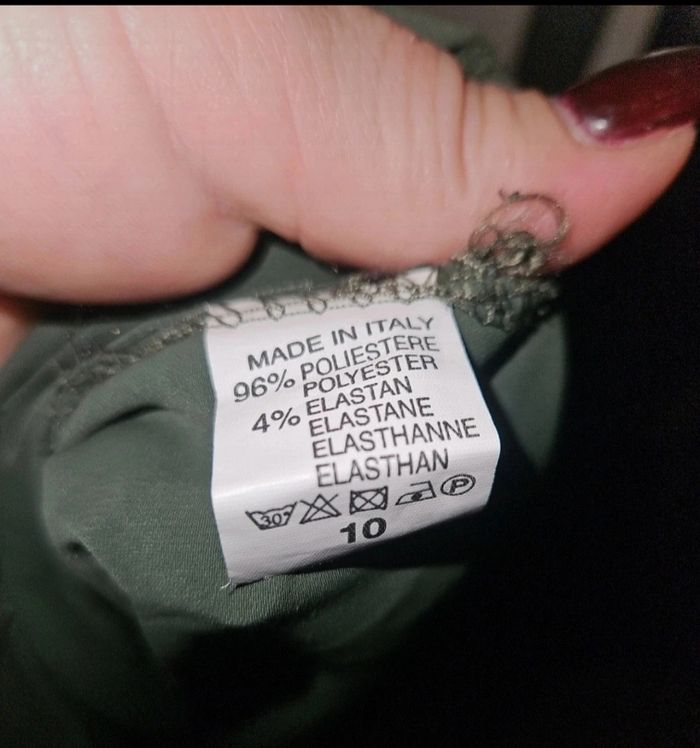 MADE IN ITALY
96% POLIESTERE
POLYESTER
4% ELASTAN
ELASTANE
ELASTHANNE
ELASTHAN
30° P
10